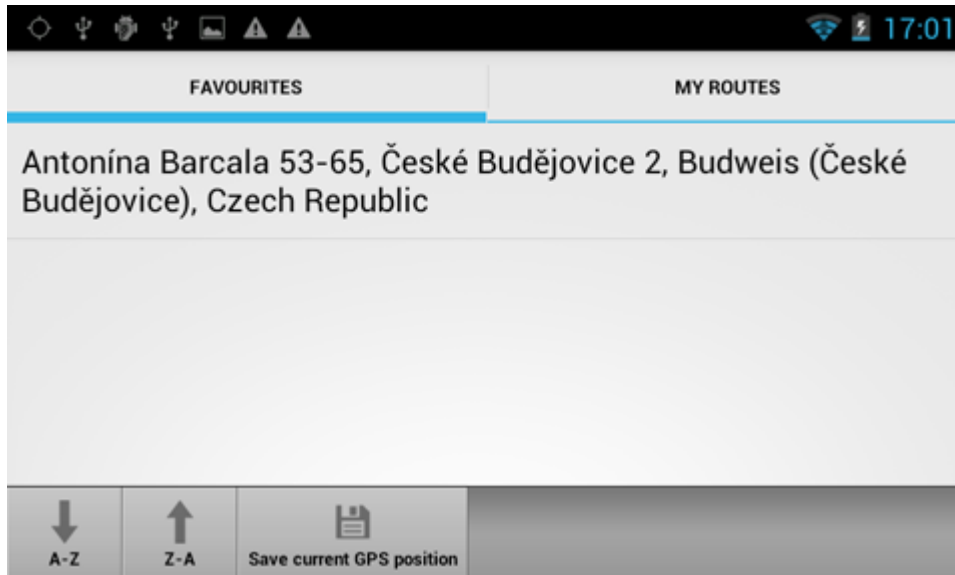 17:01
FAVOURITES
MY ROUTES
Antonína Barcala 53-65, České Budějovice 2, Budweis (České
Budějovice), Czech Republic
A-Z
Z-A
Save current GPS position